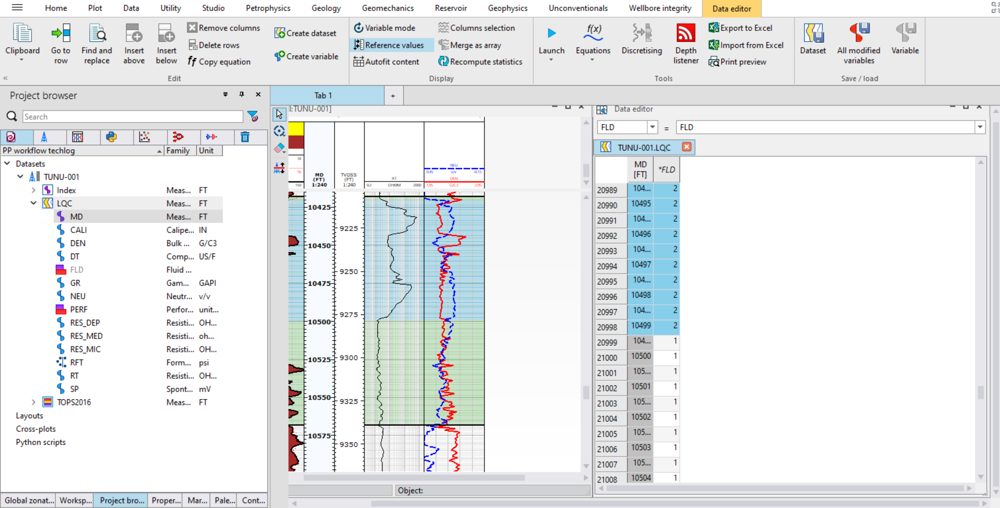 Home Plot Data Utility Studio Petrophysics Geology Geomechanics Reservoir Geophysics Unconventionals Wellbore integrity Data editor
Clipboard
Go to row
Find and replace
Insert above
Insert below
Remove columns
Delete rows
ff Copy equation
Create dataset
Create variable
Edit
Variable mode
Reference values
Autofit content
Columns selection
Merge as array
Recompute statistics
Display
Launch
f(x)
Equations
Discretising
Depth listener
Export to Excel
Import from Excel
Print preview
Tools
Dataset
All modified variables
Variable
Save / load
Project browser
Search
PP workflow techlog Family Unit
Datasets
TUNU-001
Index Meas... FT
LQC Meas... FT
MD Meas... FT
CALI Calipe... IN
DEN Bulk ... G/C3
DT Comp... US/F
FLD Fluid ...
GR Gam... GAPI
NEU Neutr... v/v
PERF Perfor... unit...
RES_DEP Resisti... OH...
RES_MED Resisti... oh...
RES_MIC Resisti... OH...
RFT Form... psi
RT Resisti... OH...
SP Spont... mV
TOPS2016 Meas... FT
Layouts
Cross-plots
Python scripts
Global zonat... Worksp... Project bro... Proper... Mar... Pale... Cont...
Tab 1 +
l:TUNU-001]
10
16
150
MD
(FT)
1:240
TVDSS
(FT)
1:240
RT
0.2 OHMM 2000
NEU
0.45 v/v -0.15
DEN
1.95 G/C3 2.95
10425
10450
10475
10500
10525
10550
10575
9225
9250
9275
9300
9325
9350
Object:
Data editor
FLD = FLD
TUNU-001.LQC
MD [FT] *FLD
20989 104... 2
20990 10495 2
20991 104... 2
20992 10496 2
20993 104... 2
20994 10497 2
20995 104... 2
20996 10498 2
20997 104... 2
20998 10499 2
20999 104... 1
21000 10500 1
21001 105... 1
21002 10501 1
21003 105... 1
21004 10502 1
21005 105... 1
21006 10503 1
21007 105... 1
21008 10504 1